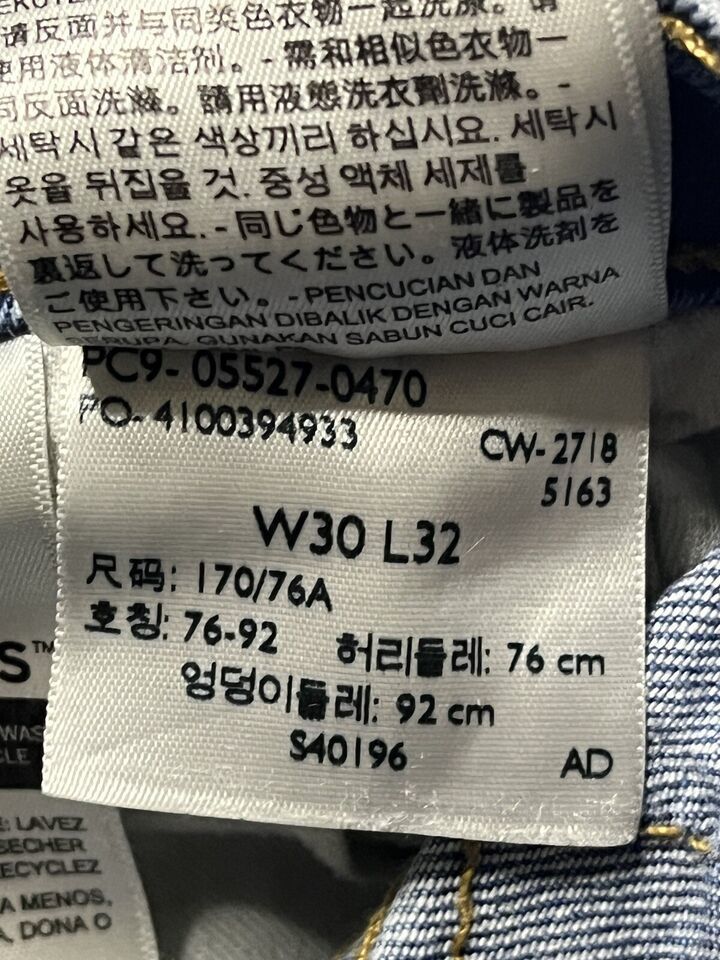 请反面并与同类色衣物一起洗涤。请
使用液体清洁剂。- 需和相似色衣物一
同反面洗滌。請用液態洗衣劑洗滌。-
세탁시 같은 색상끼리 하십시요. 세탁시
옷을 뒤집을 것. 중성 액체 세제를
사용하세요. - 同じ色物と一緒に製品を
裏返して洗ってください。液体洗剤を
ご使用下さい。- PENCUCIAN DAN
PENGERINGAN DIBALIK DENGAN WARNA
SERUPA. GUNAKAN SABUN CUCI CAIR.
PC9- 05527-0470
PO- 4100394933
CW- 2718
5163
W30 L32
尺码: 170/76A
호칭: 76-92 허리둘레: 76 cm
엉덩이둘레: 92 cm
S40196 AD
S™
WAS
CLE
: LAVEZ
SECHER
RECYCLEZ
A MENOS,
A, DONA O